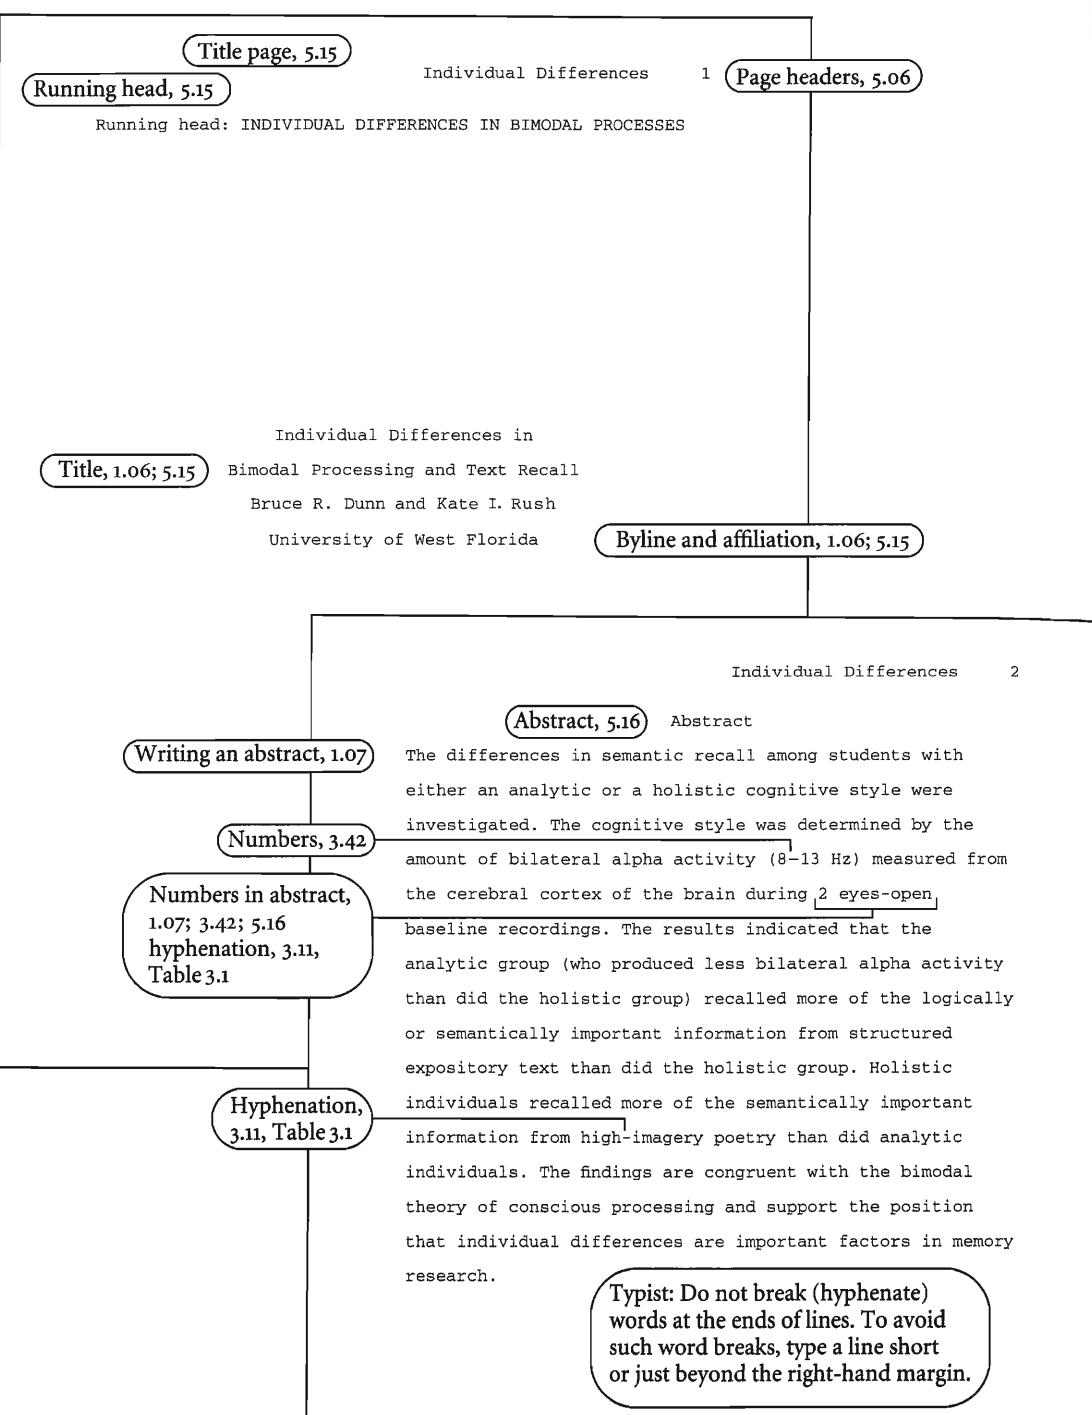 Title page, 5.15
Individual Differences 1
Page headers, 5.06
Running head, 5.15
Running head: INDIVIDUAL DIFFERENCES IN BIMODAL PROCESSES
Individual Differences in
Title, 1.06; 5.15
Bimodal Processing and Text Recall
Bruce R. Dunn and Kate I. Rush
University of West Florida
Byline and affiliation, 1.06; 5.15
Individual Differences 2
Abstract, 5.16
Abstract
Writing an abstract, 1.07
The differences in semantic recall among students with
either an analytic or a holistic cognitive style were
investigated. The cognitive style was determined by the
Numbers, 3.42
amount of bilateral alpha activity (8–13 Hz) measured from
the cerebral cortex of the brain during 2 eyes-open
Numbers in abstract,
1.07; 3.42; 5.16
hyphenation, 3.11,
Table 3.1
baseline recordings. The results indicated that the
analytic group (who produced less bilateral alpha activity
than did the holistic group) recalled more of the logically
or semantically important information from structured
expository text than did the holistic group. Holistic
individuals recalled more of the semantically important
Hyphenation,
3.11, Table 3.1
information from high-imagery poetry than did analytic
individuals. The findings are congruent with the bimodal
theory of conscious processing and support the position
that individual differences are important factors in memory
research.
Typist: Do not break (hyphenate)
words at the ends of lines. To avoid
such word breaks, type a line short
or just beyond the right-hand margin.